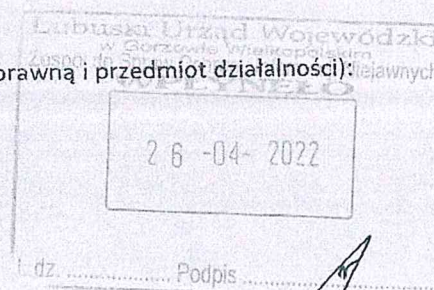 Lubuski Urząd Wojewódzki
w Gorzowie Wielkopolskim
prawną i przedmiot działalności):
WPŁYNĘŁO
26 -04- 2022
L. dz. .................... Podpis ....................